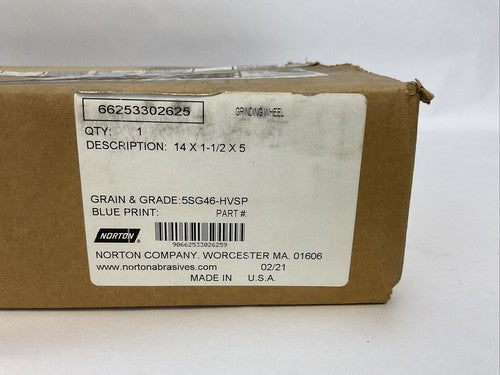 66253302625 GRINDING WHEEL
QTY: 1
DESCRIPTION: 14 X 1-1/2 X 5
GRAIN & GRADE:5SG46-HVSP
BLUE PRINT: PART #:
NORTON
90662533026259
NORTON COMPANY. WORCESTER MA. 01606
www.nortonabrasives.com 02/21
MADE IN U.S.A.